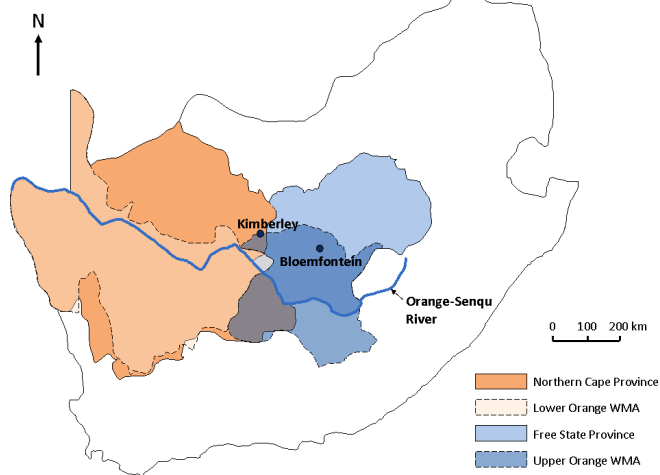 N
Kimberley
Bloemfontein
Orange-Senqu
River
0 100 200 km
Northern Cape Province
Lower Orange WMA
Free State Province
Upper Orange WMA